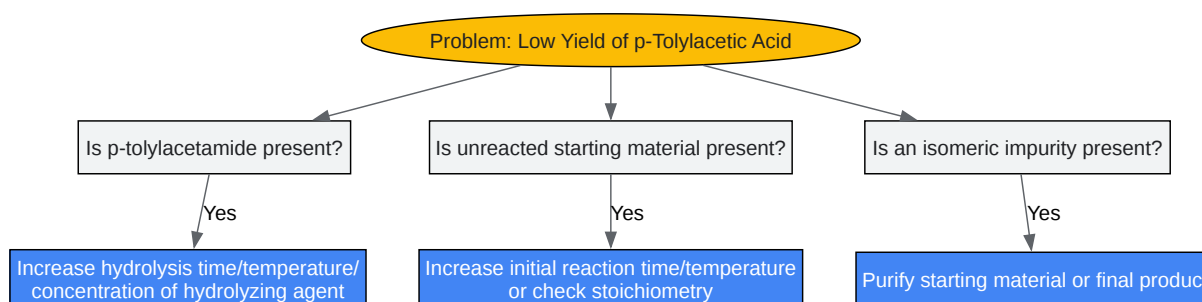 Problem: Low Yield of p-Tolylacetic Acid
Is p-tolylacetamide present?
Is unreacted starting material present?
Is an isomeric impurity present?
Yes
Yes
Yes
Increase hydrolysis time/temperature/
concentration of hydrolyzing agent
Increase initial reaction time/temperature
or check stoichiometry
Purify starting material or final product